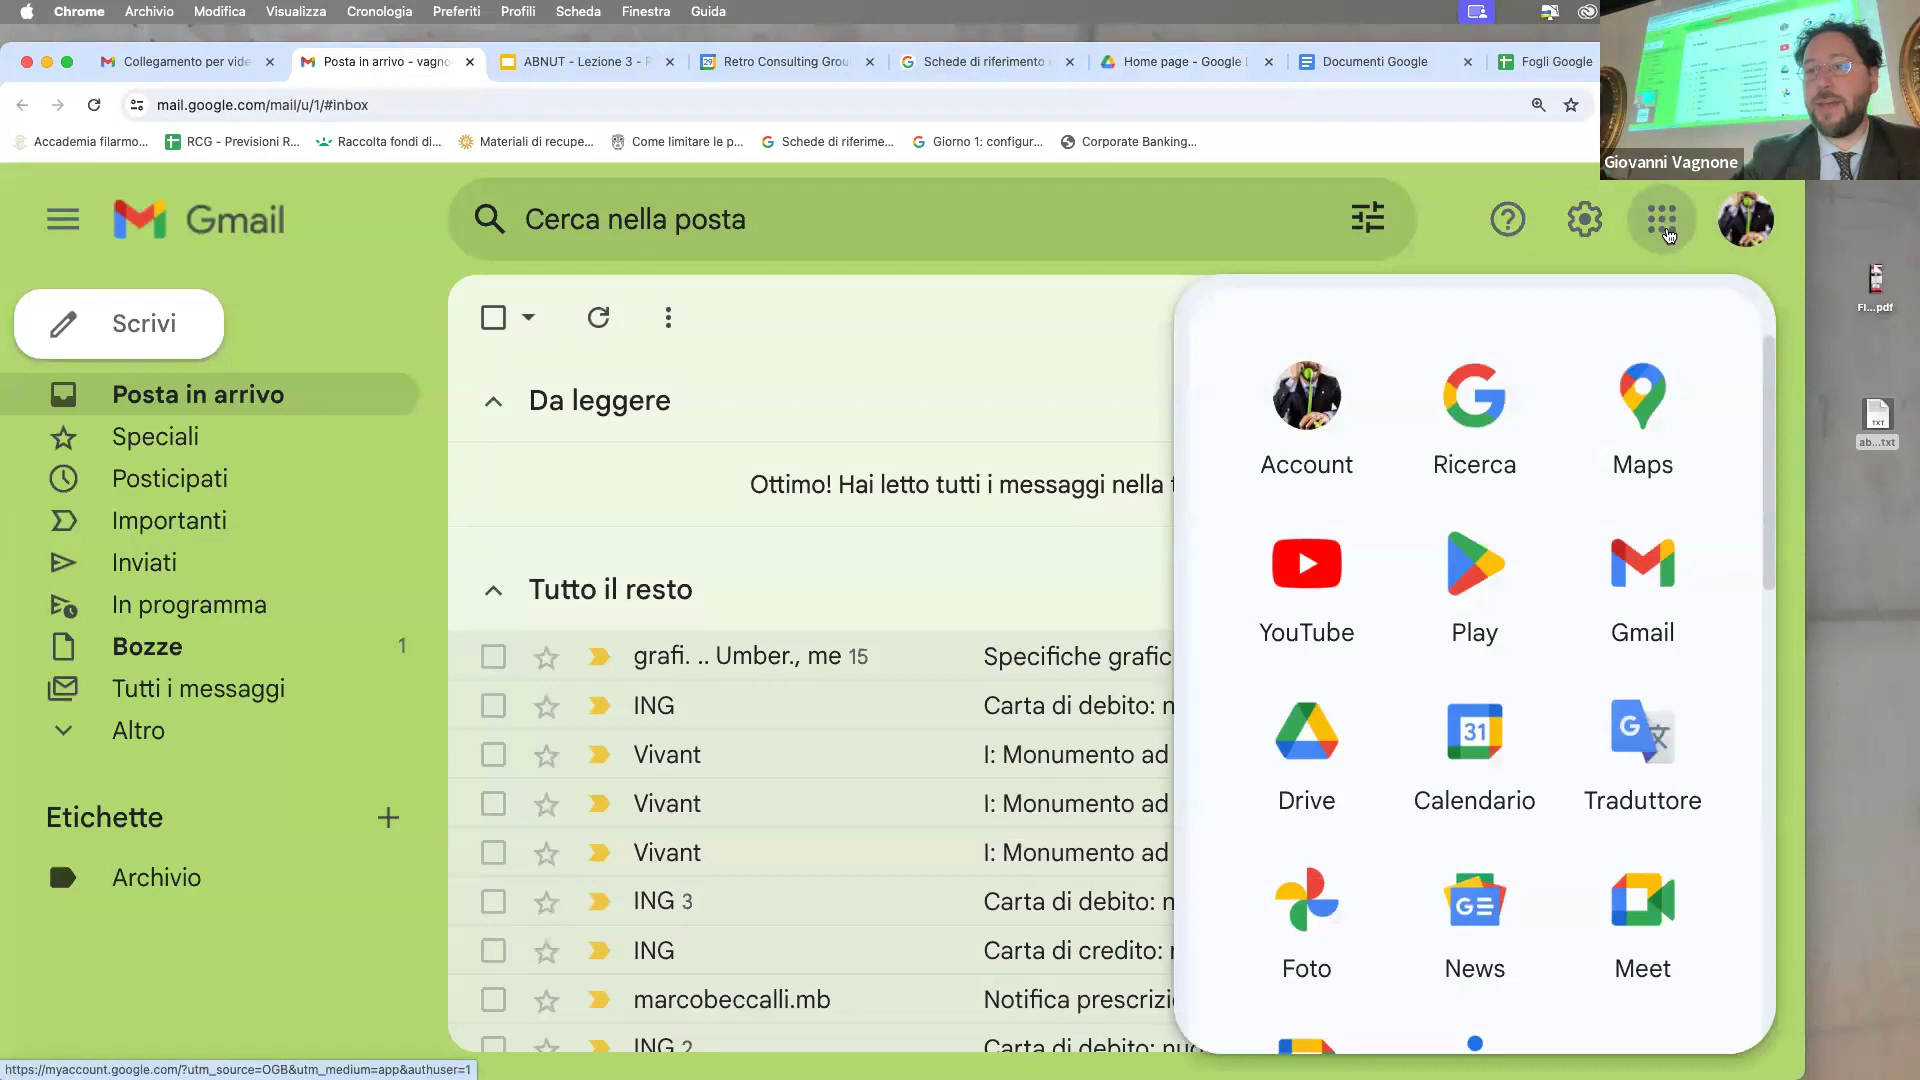 Chrome Archivio Modifica Visualizza Cronologia Preferiti Profili Scheda Finestra Guida
Collegamento per vide
Posta in arrivo - vagno
ABNUT - Lezione 3 -
Retro Consulting Grou
Schede di riferimento
Home page - Google
Documenti Google
Fogli Google
mail.google.com/mail/u/1/#inbox
Accademia filarmo...
RCG - Previsioni R...
Raccolta fondi di...
Materiali di recupe...
Come limitare le p...
Schede di riferime...
Giorno 1: configur...
Corporate Banking...
Giovanni Vagnone
Gmail
Cerca nella posta
Scrivi
Posta in arrivo
Speciali
Posticipati
Importanti
Inviati
In programma
Bozze 1
Tutti i messaggi
Altro
Etichette
Archivio
Da leggere
Ottimo! Hai letto tutti i messaggi nella
Tutto il resto
grafi. .. Umber., me 15 Specifiche grafic
ING Carta di debito: n
Vivant I: Monumento ad
Vivant I: Monumento ad
Vivant I: Monumento ad
ING 3 Carta di debito: n
ING Carta di credito:
marcobeccalli.mb Notifica prescrizi
ING 2 Carta di debito: nuo
Account Ricerca Maps
YouTube Play Gmail
31
Drive Calendario Traduttore
Foto News Meet
FI...pdf
TXT
ab...txt
https://myaccount.google.com/?utm_source=OGB&utm_medium=app&authuser=1